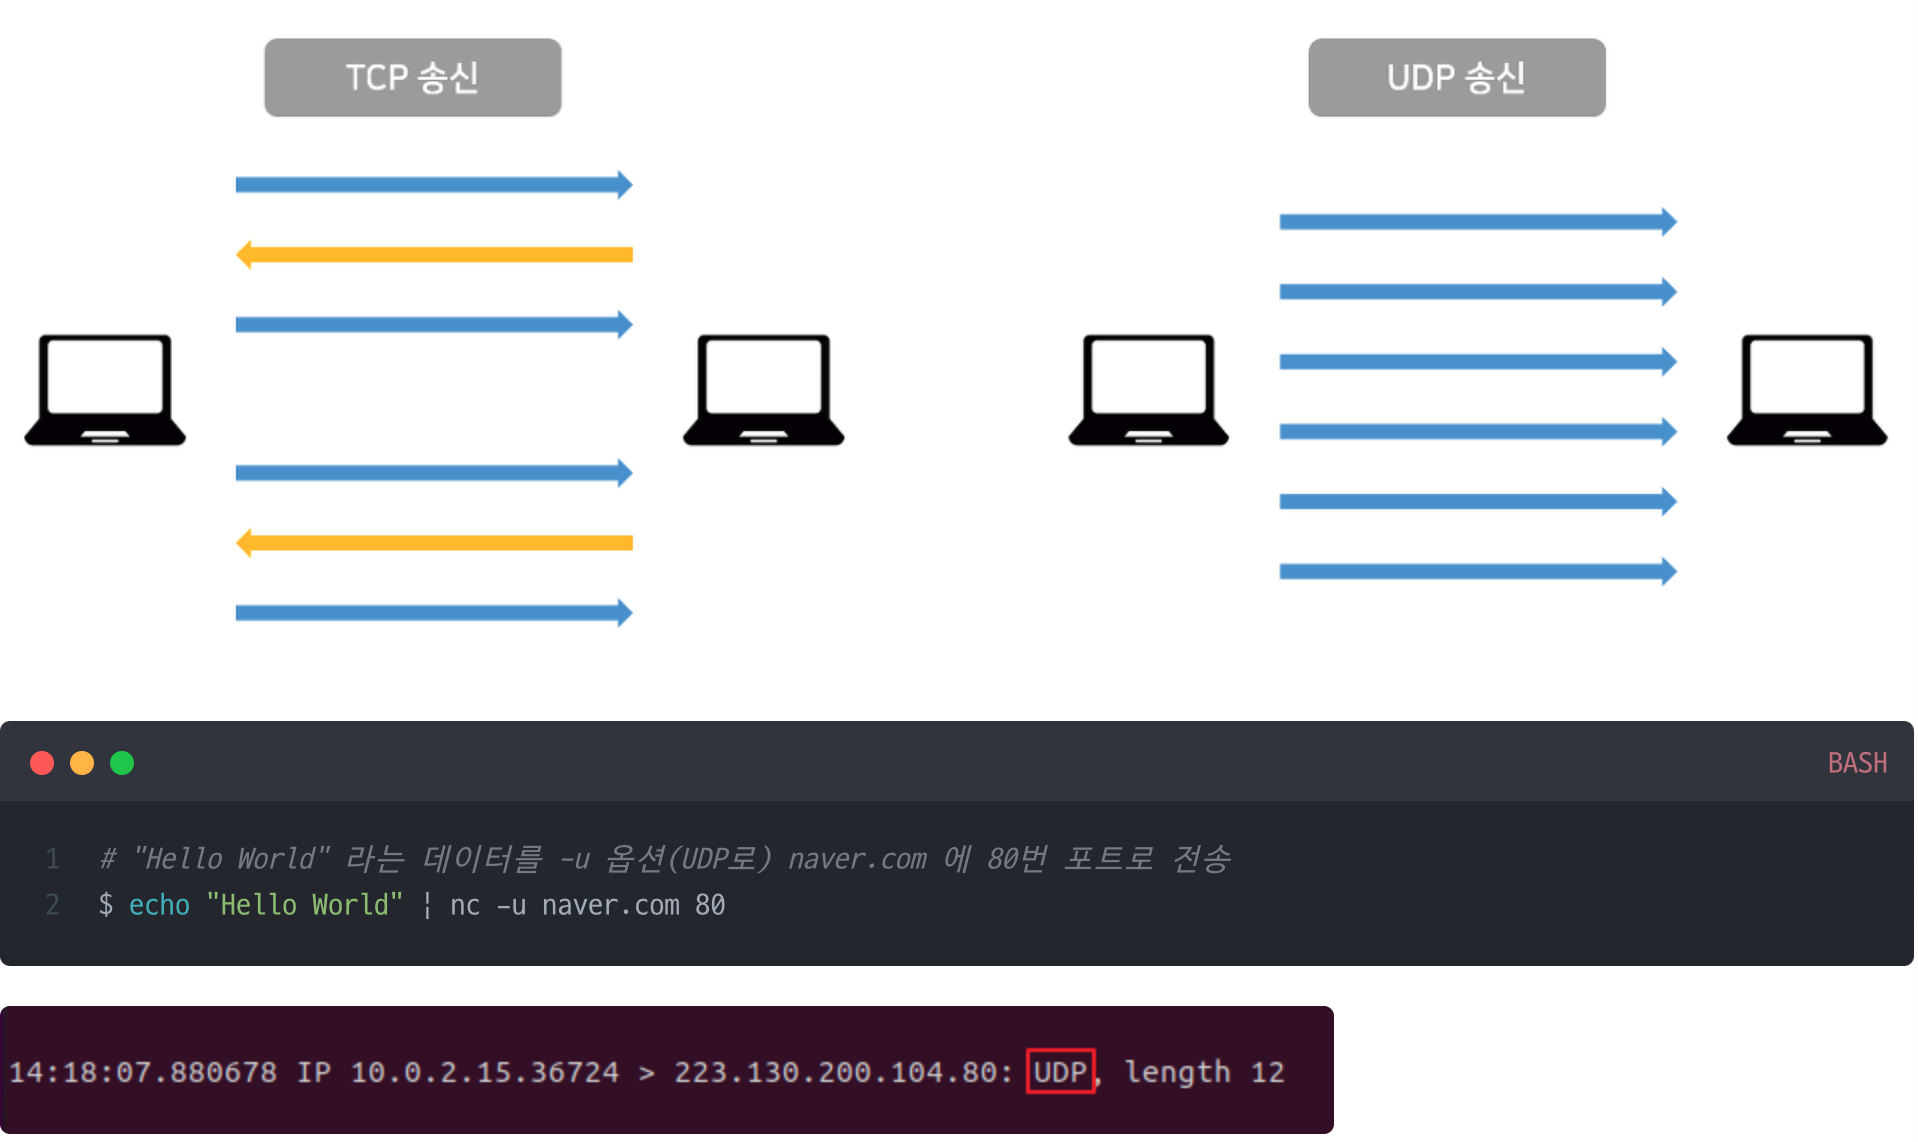 TCP 송신
UDP 송신
BASH
1 # "Hello World" 라는 데이터를 -u 옵션(UDP로) naver.com 에 80번 포트로 전송
2 $ echo "Hello World" | nc -u naver.com 80
14:18:07.880678 IP 10.0.2.15.36724 > 223.130.200.104.80: UDP, length 12